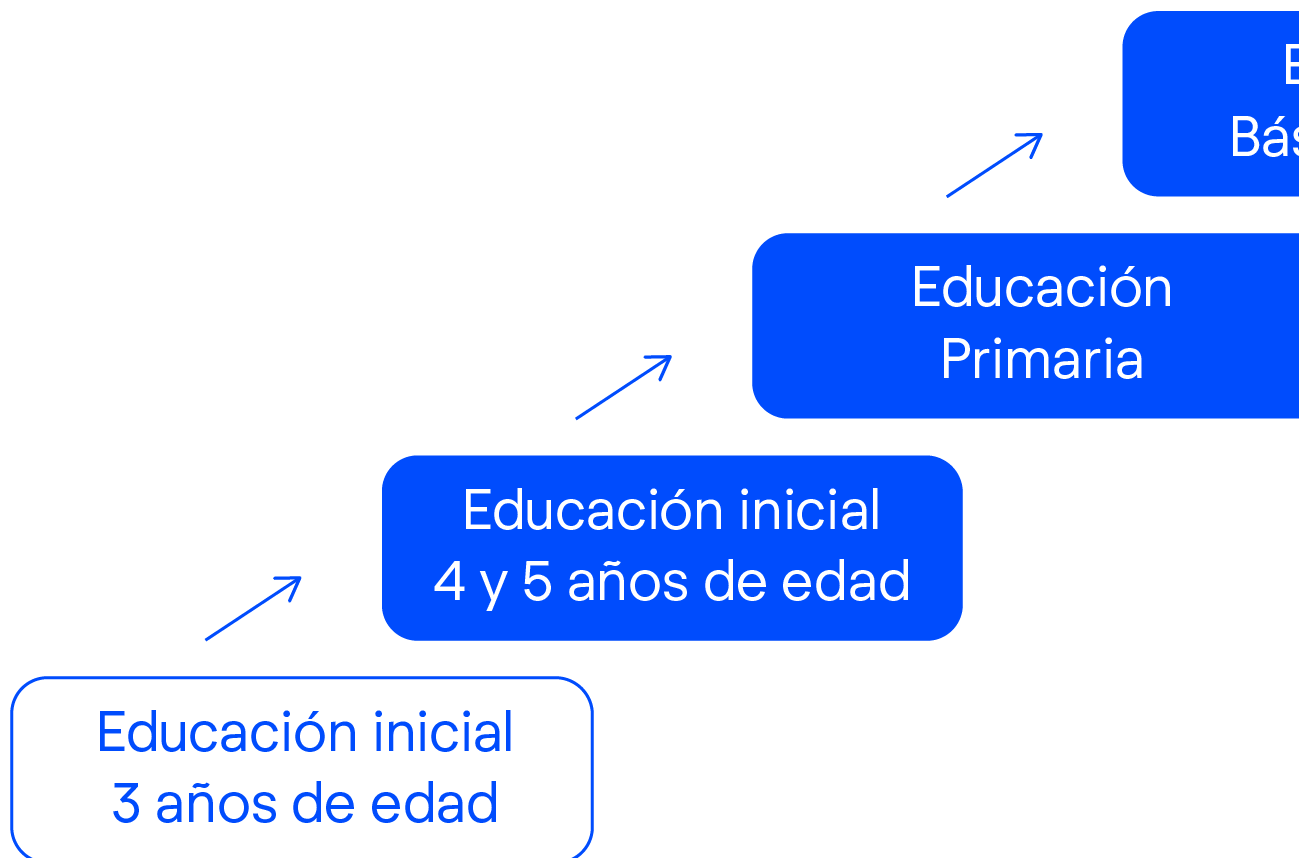 Educación
Primaria
Educación inicial
4 y 5 años de edad
Educación inicial
3 años de edad